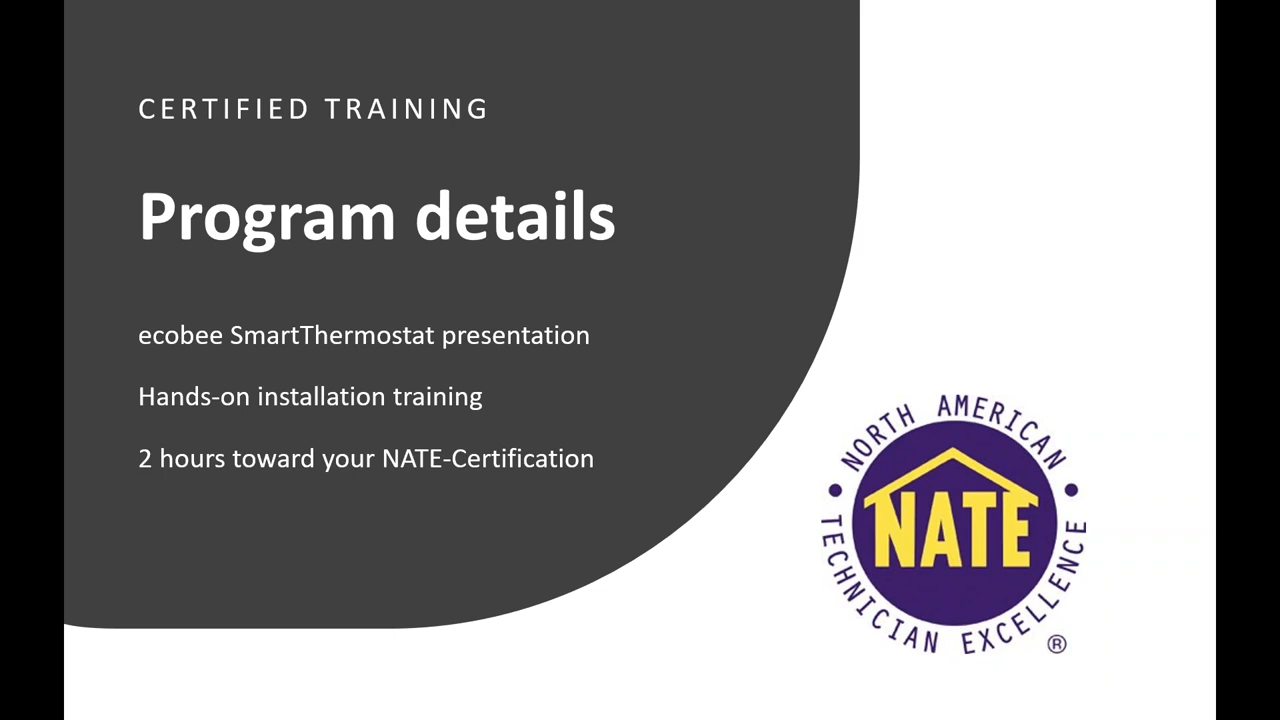 CERTIFIED TRAINING
Program details
ecobee SmartThermostat presentation
Hands-on installation training
2 hours toward your NATE-Certification
NORTH AMERICAN
NATE
TECHNICIAN EXCELLENCE
®